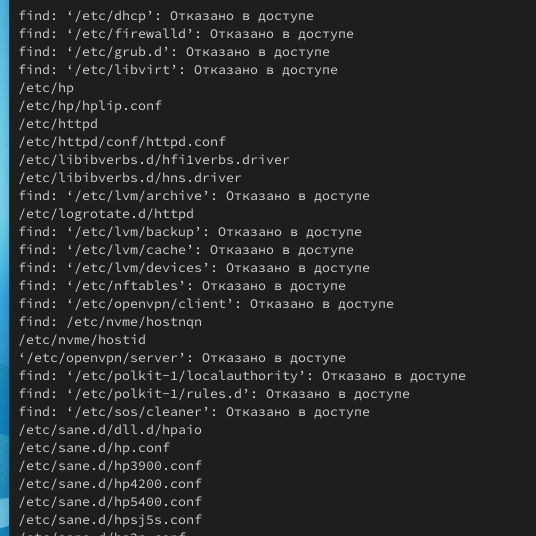 find: ‘/etc/dhcp’: Отказано в доступе
find: ‘/etc/firewalld’: Отказано в доступе
find: ‘/etc/grub.d’: Отказано в доступе
find: ‘/etc/libvirt’: Отказано в доступе
/etc/hp
/etc/hp/hplip.conf
/etc/httpd
/etc/httpd/conf/httpd.conf
/etc/libibverbs.d/hfi1verbs.driver
/etc/libibverbs.d/hns.driver
find: ‘/etc/lvm/archive’: Отказано в доступе
/etc/logrotate.d/httpd
find: ‘/etc/lvm/backup’: Отказано в доступе
find: ‘/etc/lvm/cache’: Отказано в доступе
find: ‘/etc/lvm/devices’: Отказано в доступе
find: ‘/etc/nftables’: Отказано в доступе
find: ‘/etc/openvpn/client’: Отказано в доступе
find: /etc/nvme/hostnqn
/etc/nvme/hostid
‘/etc/openvpn/server’: Отказано в доступе
find: ‘/etc/polkit-1/localauthority’: Отказано в доступе
find: ‘/etc/polkit-1/rules.d’: Отказано в доступе
find: ‘/etc/sos/cleaner’: Отказано в доступе
/etc/sane.d/dll.d/hpaio
/etc/sane.d/hp.conf
/etc/sane.d/hp3900.conf
/etc/sane.d/hp4200.conf
/etc/sane.d/hp5400.conf
/etc/sane.d/hpsj5s.conf